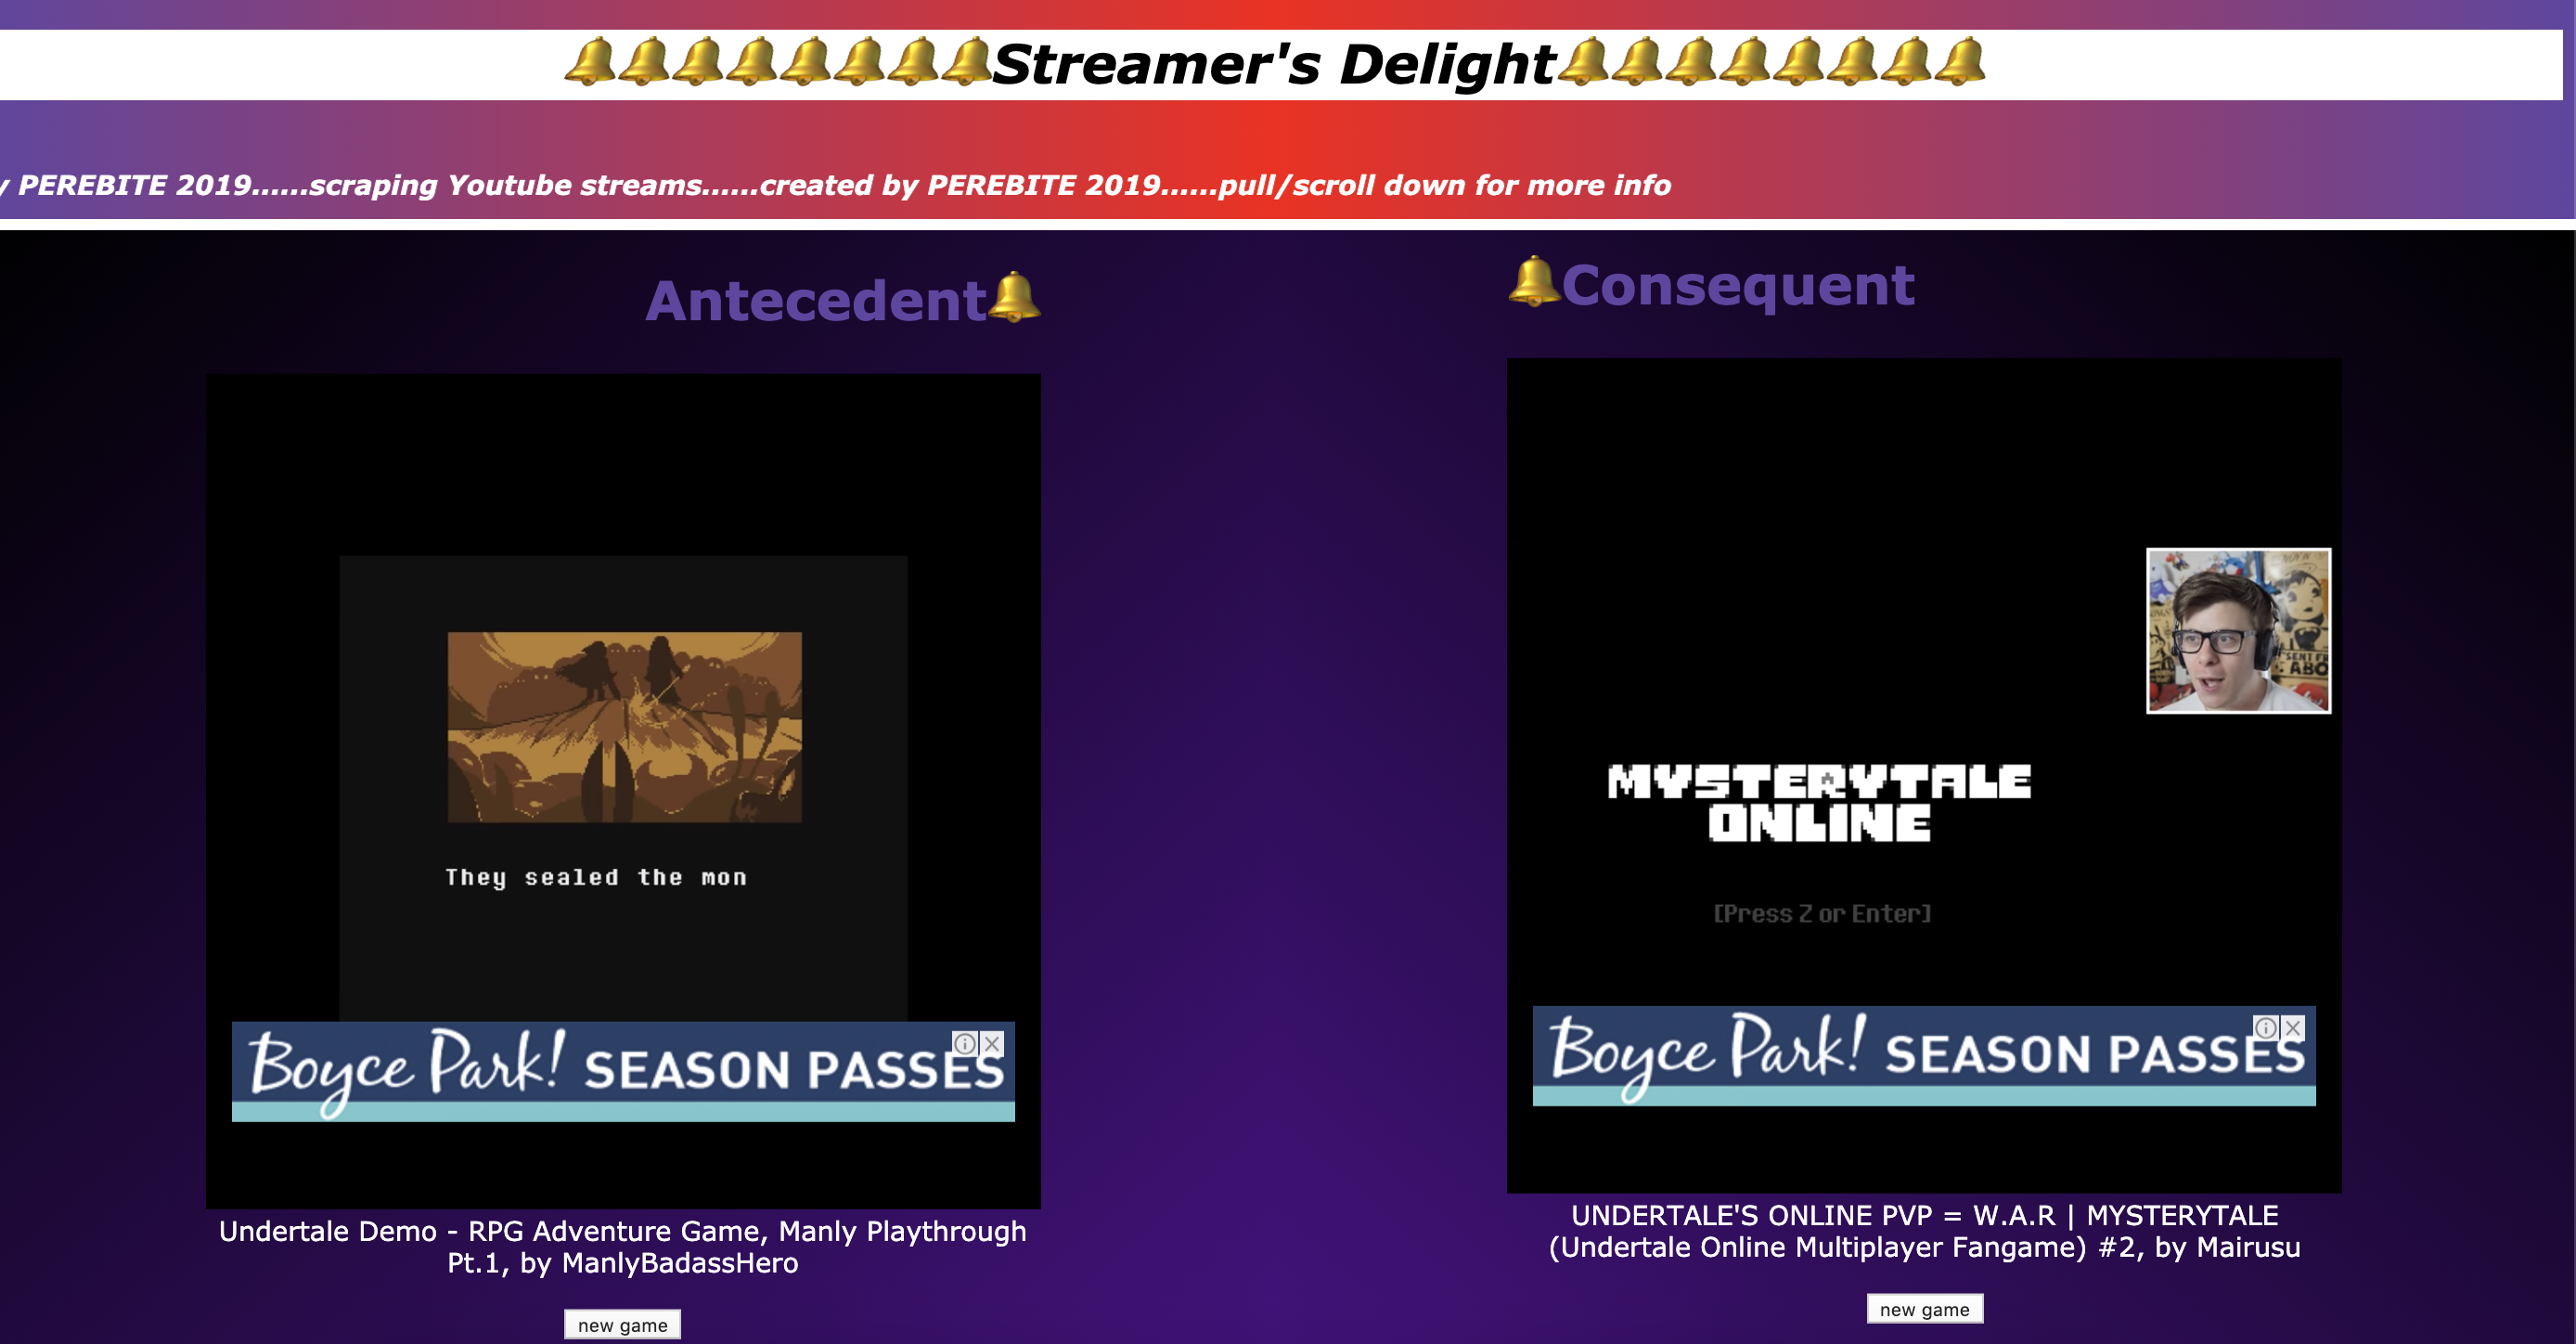 Streamer's Delight
PEREBITE 2019......scraping Youtube streams......created by PEREBITE 2019......pull/scroll down for more info
Antecedent
They sealed the mon
Boyce Park! SEASON PASSES
Undertale Demo - RPG Adventure Game, Manly Playthrough
Pt.1, by ManlyBadassHero
new game
Consequent
SENT FR
ABO
MYSTERYTALE
ONLINE
[Press Z or Enter]
Boyce Park! SEASON PASSES
UNDERTALE'S ONLINE PVP = W.A.R | MYSTERYTALE
(Undertale Online Multiplayer Fangame) #2, by Mairusu
new game